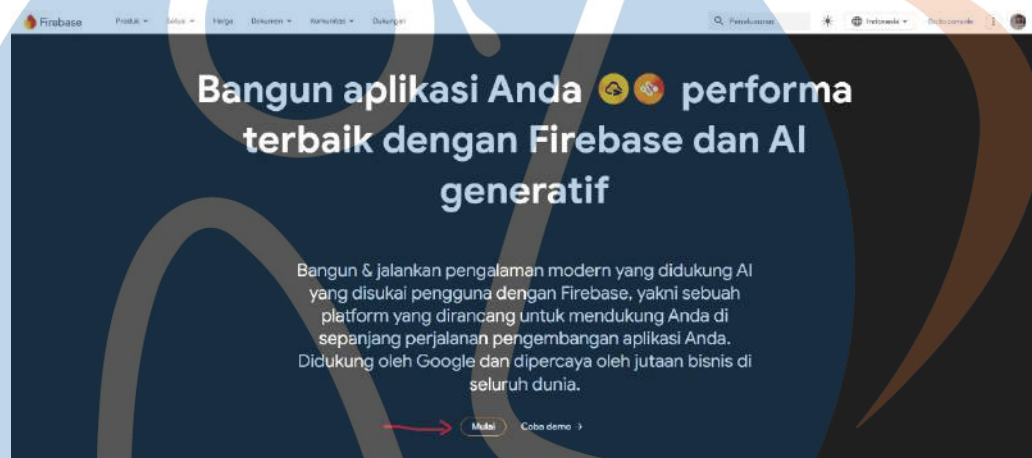 Firebase Produk Solusi Harga Dokumen Komunitas Dukungan Penelusuran Indonesia
Bangun aplikasi Anda performa
terbaik dengan Firebase dan AI
generatif
Bangun & jalankan pengalaman modern yang didukung AI
yang disukai pengguna dengan Firebase, yakni sebuah
platform yang dirancang untuk mendukung Anda di
sepanjang perjalanan pengembangan aplikasi Anda.
Didukung oleh Google dan dipercaya oleh jutaan bisnis di
seluruh dunia.
Mulai Coba demo